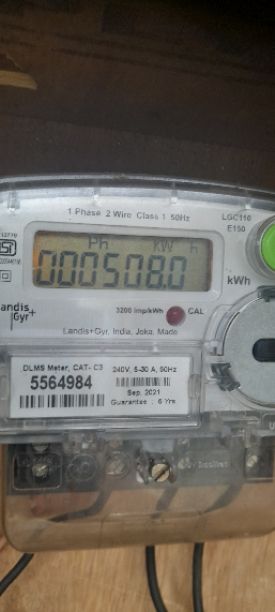 1 Phase 2 Wire Class 1 50Hz
LGC110
E150
ISI
Ph KW h
000508.0
kWh
Landis+
Gyr+
3200 imp/kWh
CAL
Landis+Gyr, India, Joka, Made
DLMS Meter, CAT- C3
5564984
240V, 5-30 A, 50Hz
Sep, 2021
Guarantee : 6 Yrs